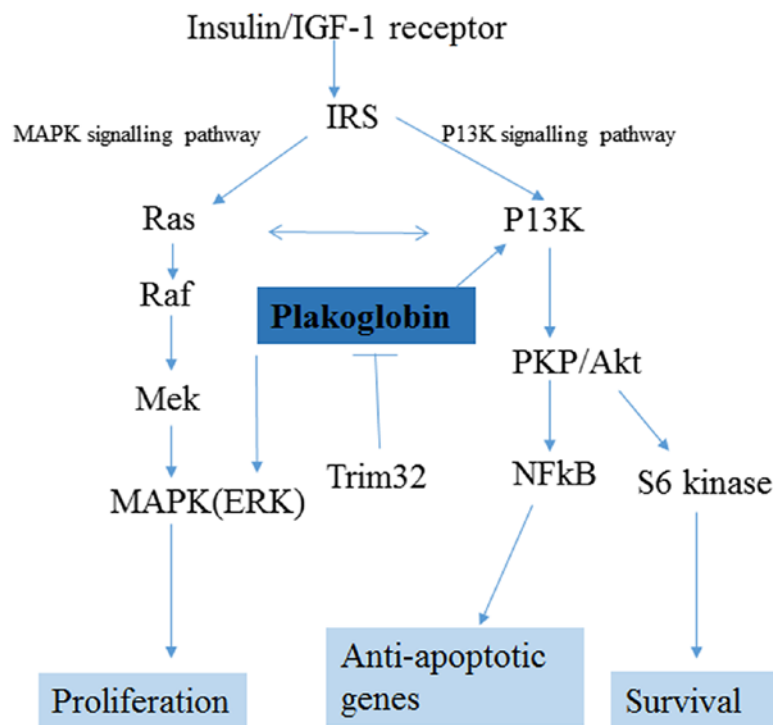 Insulin/IGF-1 receptor
IRS
MAPK signalling pathway
P13K signalling pathway
Ras
P13K
Raf
Plakoglobin
PKP/Akt
Mek
Trim32
NFkB
S6 kinase
MAPK(ERK)
Anti-apoptotic
genes
Proliferation
Survival